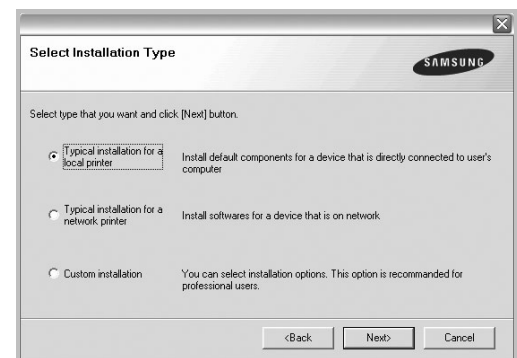 Select Installation Type
SAMSUNG
Select type that you want and click [Next] button.
Typical installation for a
local printer
Install default components for a device that is directly connected to user's
computer
Typical installation for a
network printer
Install softwares for a device that is on network
Custom installation
You can select installation options. This option is recommanded for
professional users.
<Back
Next>
Cancel